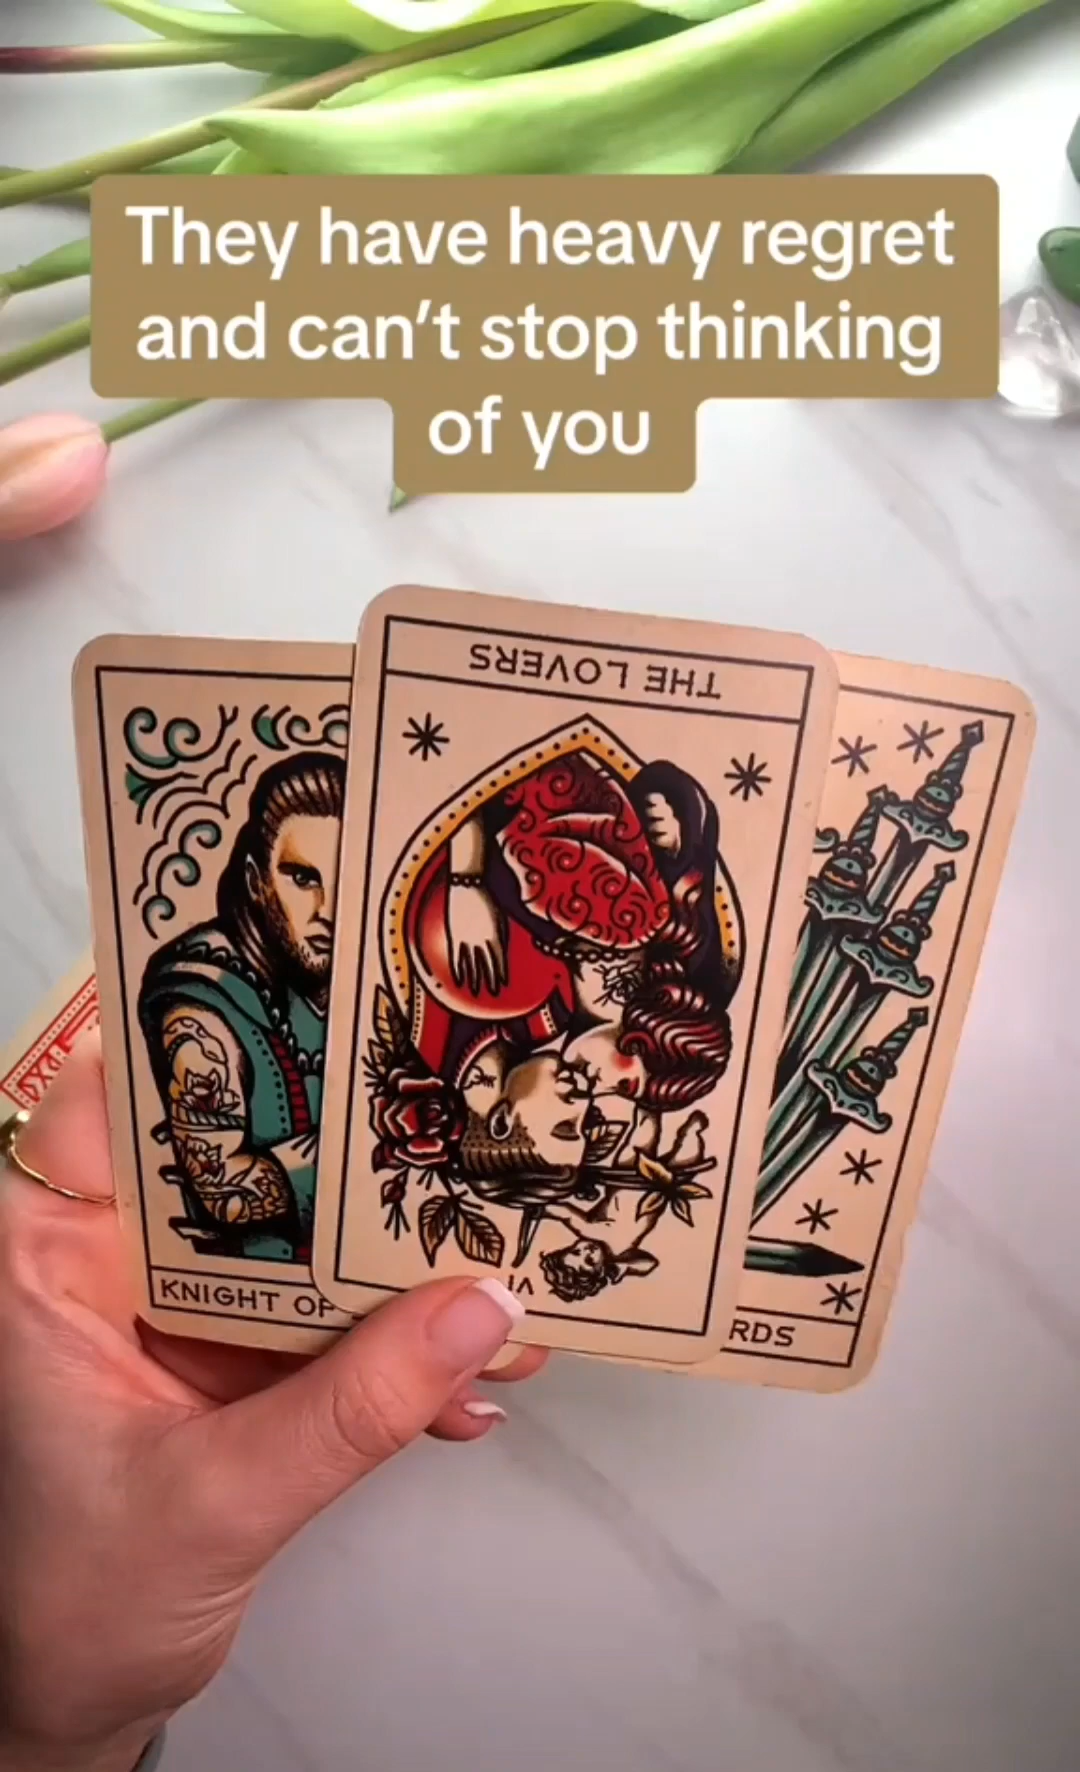 They have heavy regret
and can't stop thinking
of you
THE LOVERS
VI
KNIGHT OF
RDS